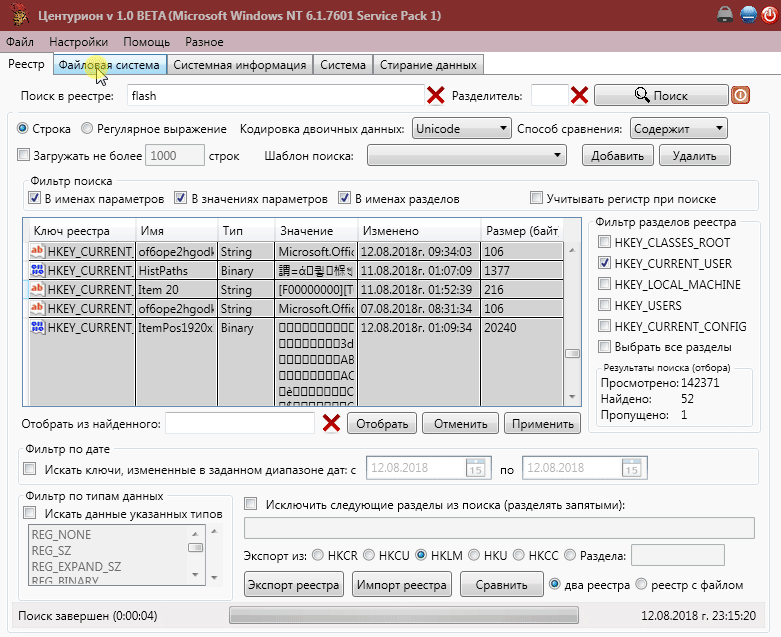 Центурион v 1.0 BETA (Microsoft Windows NT 6.1.7601 Service Pack 1)
Файл Настройки Помощь Разное
Реестр Файловая система Системная информация Система Стирание данных
Поиск в реестре: flash Разделитель: Поиск
Строка Регулярное выражение Кодировка двоичных данных: Unicode Способ сравнения: Содержит
Загружать не более 1000 строк Шаблон поиска: Добавить Удалить
Фильтр поиска
В именах параметров В значениях параметров В именах разделов Учитывать регистр при поиске
Ключ реестра Имя Тип Значение Изменено Размер (байт
HKEY_CURRENT_ offope2hgodk String Microsoft.Offic 12.08.2018г. 09:34:03 106
HKEY_CURRENT_ HistPaths Binary 11.08.2018г. 01:07:09 1377
HKEY_CURRENT_ Item 20 String [F00000000][T 11.08.2018г. 01:52:39 216
HKEY_CURRENT_ offope2hgodk String Microsoft.Offic 07.08.2018г. 08:31:34 106
HKEY_CURRENT_ ItemPos1920x Binary 12.08.2018г. 01:09:34 20240
3d
AB
AC
Фильтр разделов реестра
HKEY_CLASSES_ROOT
HKEY_CURRENT_USER
HKEY_LOCAL_MACHINE
HKEY_USERS
HKEY_CURRENT_CONFIG
Выбрать все разделы
Результаты поиска (отбора)
Просмотрено: 142371
Найдено: 52
Пропущено: 1
Отобрать из найденного: Отобрать Отменить Применить
Фильтр по дате
Искать ключи, измененные в заданном диапазоне дат: с 12.08.2018 15 по 12.08.2018 15
Фильтр по типам данных
Искать данные указанных типов
REG_NONE
REG_SZ
REG_EXPAND_SZ
REG_BINARY
Исключить следующие разделы из поиска (разделять запятыми):
Экспорт из: HKCR HKCU HKLM HKU HKCC Раздела:
Экспорт реестра Импорт реестра Сравнить два реестра реестр с файлом
Поиск завершен (0:00:04) 12.08.2018 г. 23:15:20